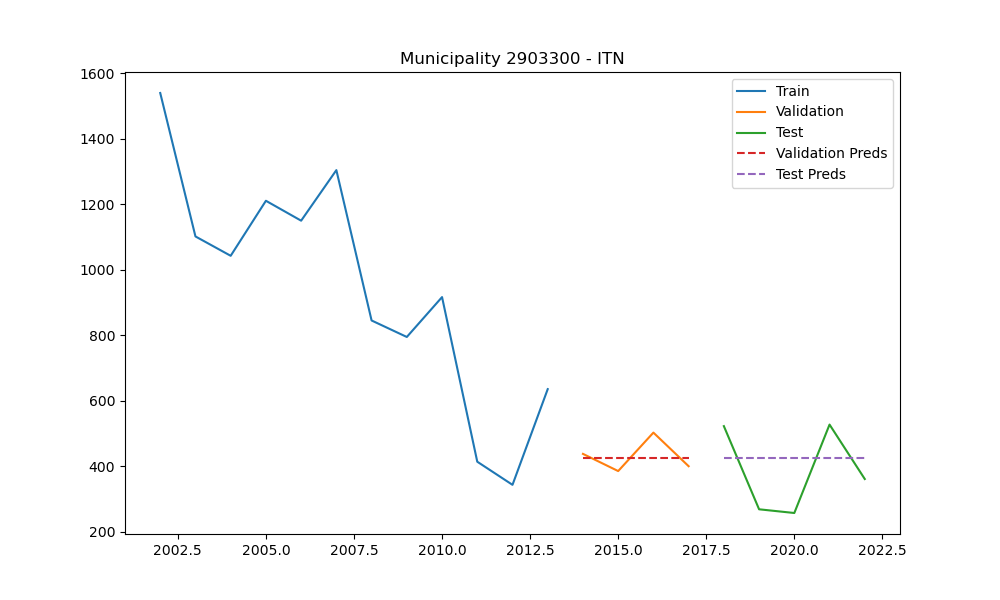 Municipality 2903300 - ITN
1600
1400
1200
1000
800
600
400
200
2002.5 2005.0 2007.5 2010.0 2012.5 2015.0 2017.5 2020.0 2022.5
Train
Validation
Test
Validation Preds
Test Preds